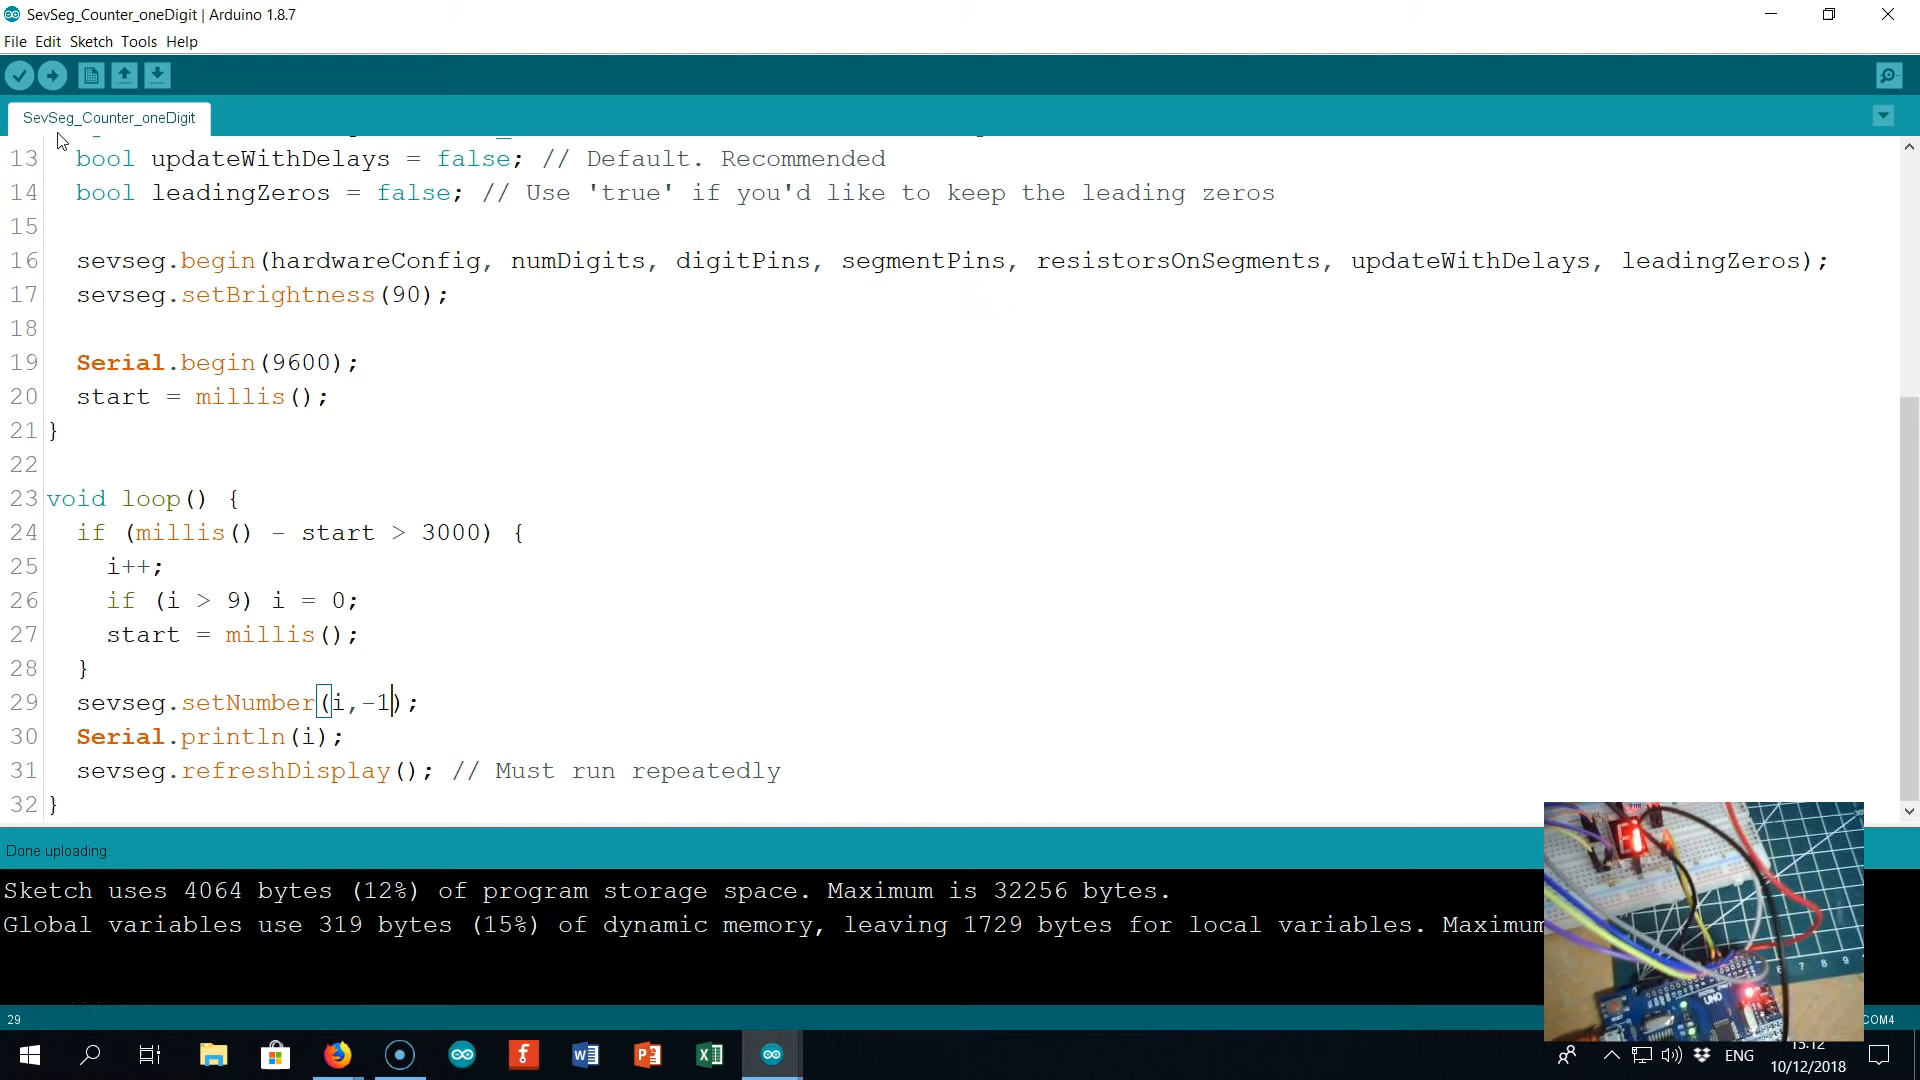 SevSeg_Counter_oneDigit | Arduino 1.8.7
File Edit Sketch Tools Help
SevSeg_Counter_oneDigit
13 bool updateWithDelays = false; // Default. Recommended
14 bool leadingZeros = false; // Use 'true' if you'd like to keep the leading zeros
15
16 sevseg.begin(hardwareConfig, numDigits, digitPins, segmentPins, resistorsOnSegments, updateWithDelays, leadingZeros);
17 sevseg.setBrightness(90);
18
19 Serial.begin(9600);
20 start = millis();
21 }
22
23 void loop() {
24 if (millis() - start > 3000) {
25 i++;
26 if (i > 9) i = 0;
27 start = millis();
28 }
29 sevseg.setNumber(i,-1);
30 Serial.println(i);
31 sevseg.refreshDisplay(); // Must run repeatedly
32 }
Done uploading.
Sketch uses 4064 bytes (12%) of program storage space. Maximum is 32256 bytes.
Global variables use 319 bytes (15%) of dynamic memory, leaving 1729 bytes for local variables. Maximum
UNO
7 8 9
29
COM4
ENG
15:12
10/12/2018